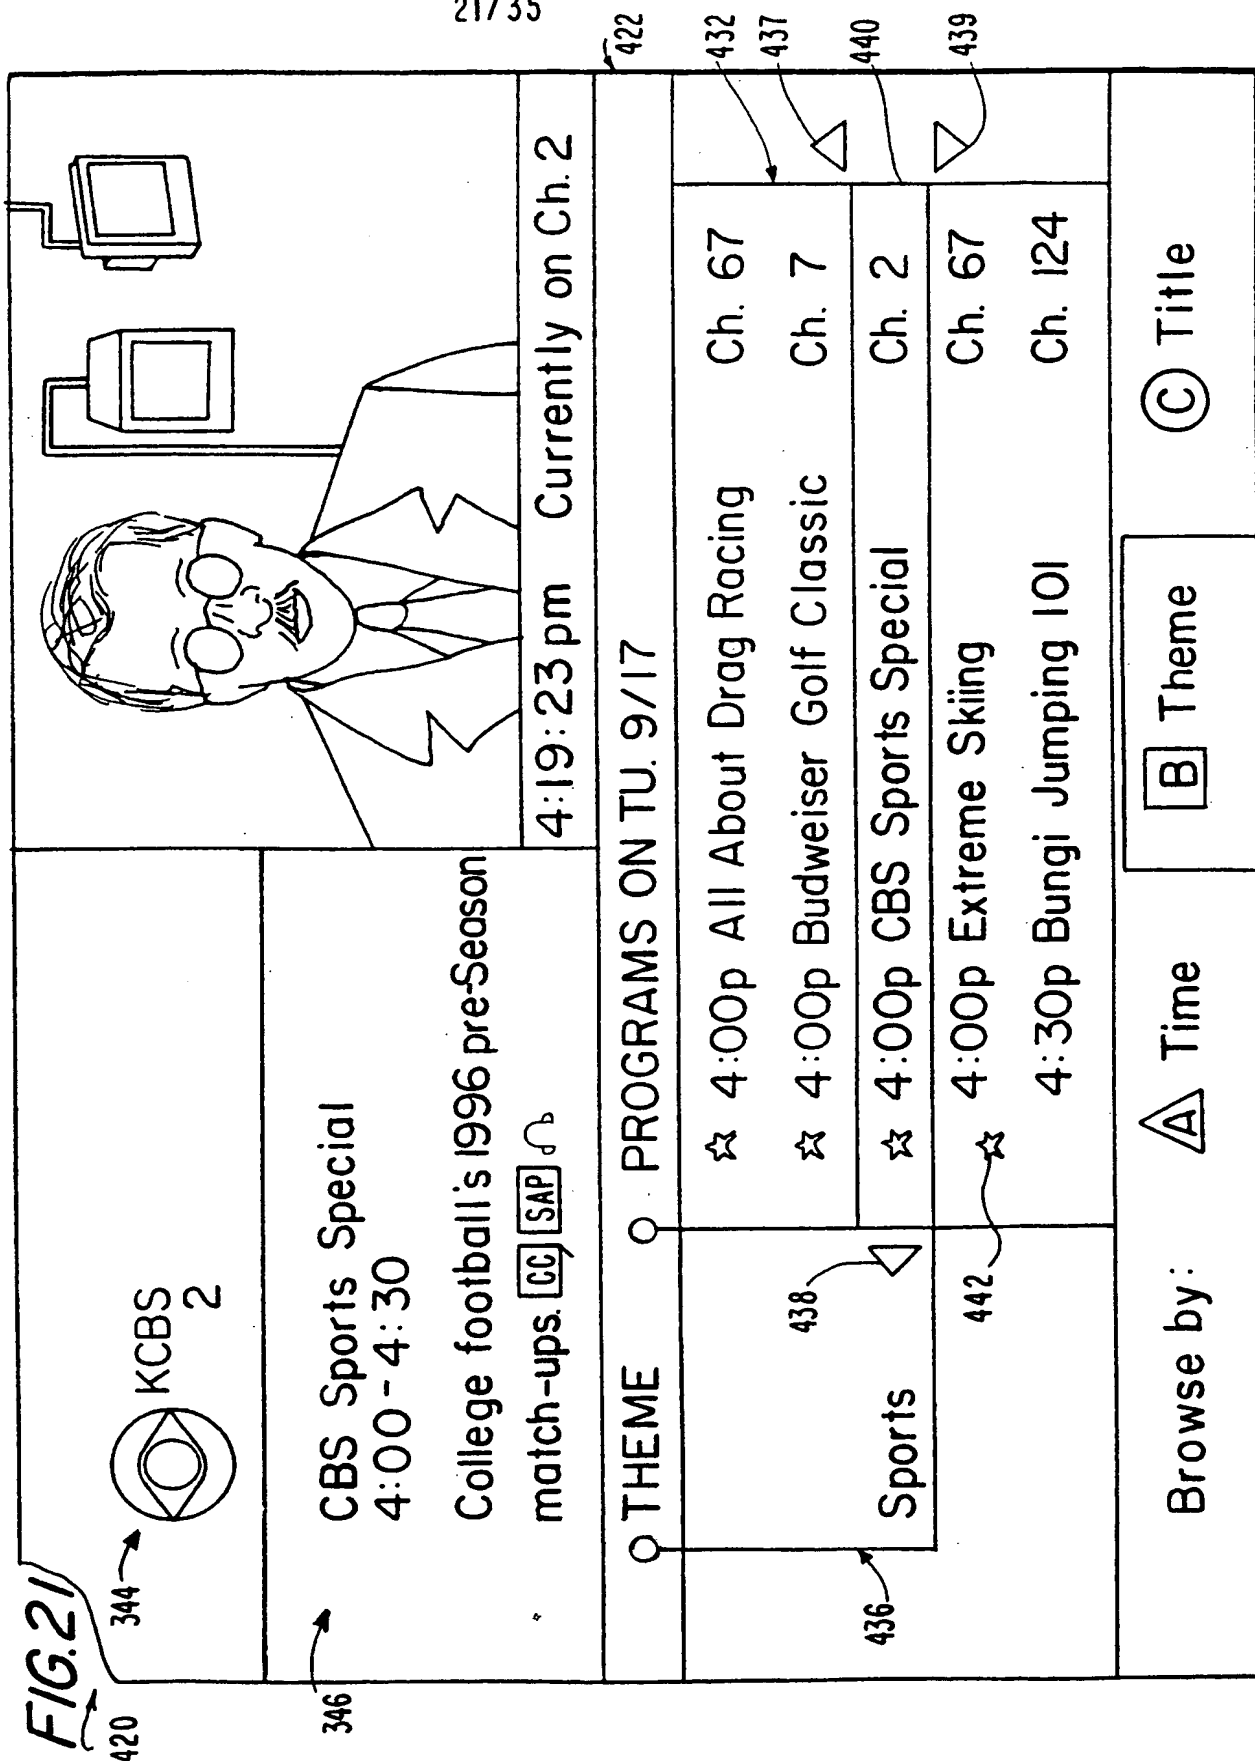 21/35
FIG.21
420
344
KCBS
2
346
CBS Sports Special
4:00-4:30
College football's 1996 pre-Season
match-ups. CC SAP
4:19:23pm Currently on Ch. 2
422
THEME
PROGRAMS ON TU. 9/17
432
437
440
439
☆ 4:00p All About Drag Racing Ch. 67
☆ 4:00p Budweiser Golf Classic Ch. 7
Sports
☆ 4:00p CBS Sports Special Ch. 2
☆ 4:00p Extreme Skiing Ch. 67
4:30p Bungi Jumping 101 Ch. 124
436
438
442
Browse by: A Time B Theme C Title